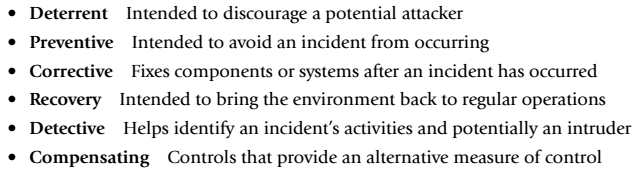 • Deterrent Intended to discourage a potential attacker
• Preventive Intended to avoid an incident from occurring
• Corrective Fixes components or systems after an incident has occurred
• Recovery Intended to bring the environment back to regular operations
• Detective Helps identify an incident's activities and potentially an intruder
• Compensating Controls that provide an alternative measure of control